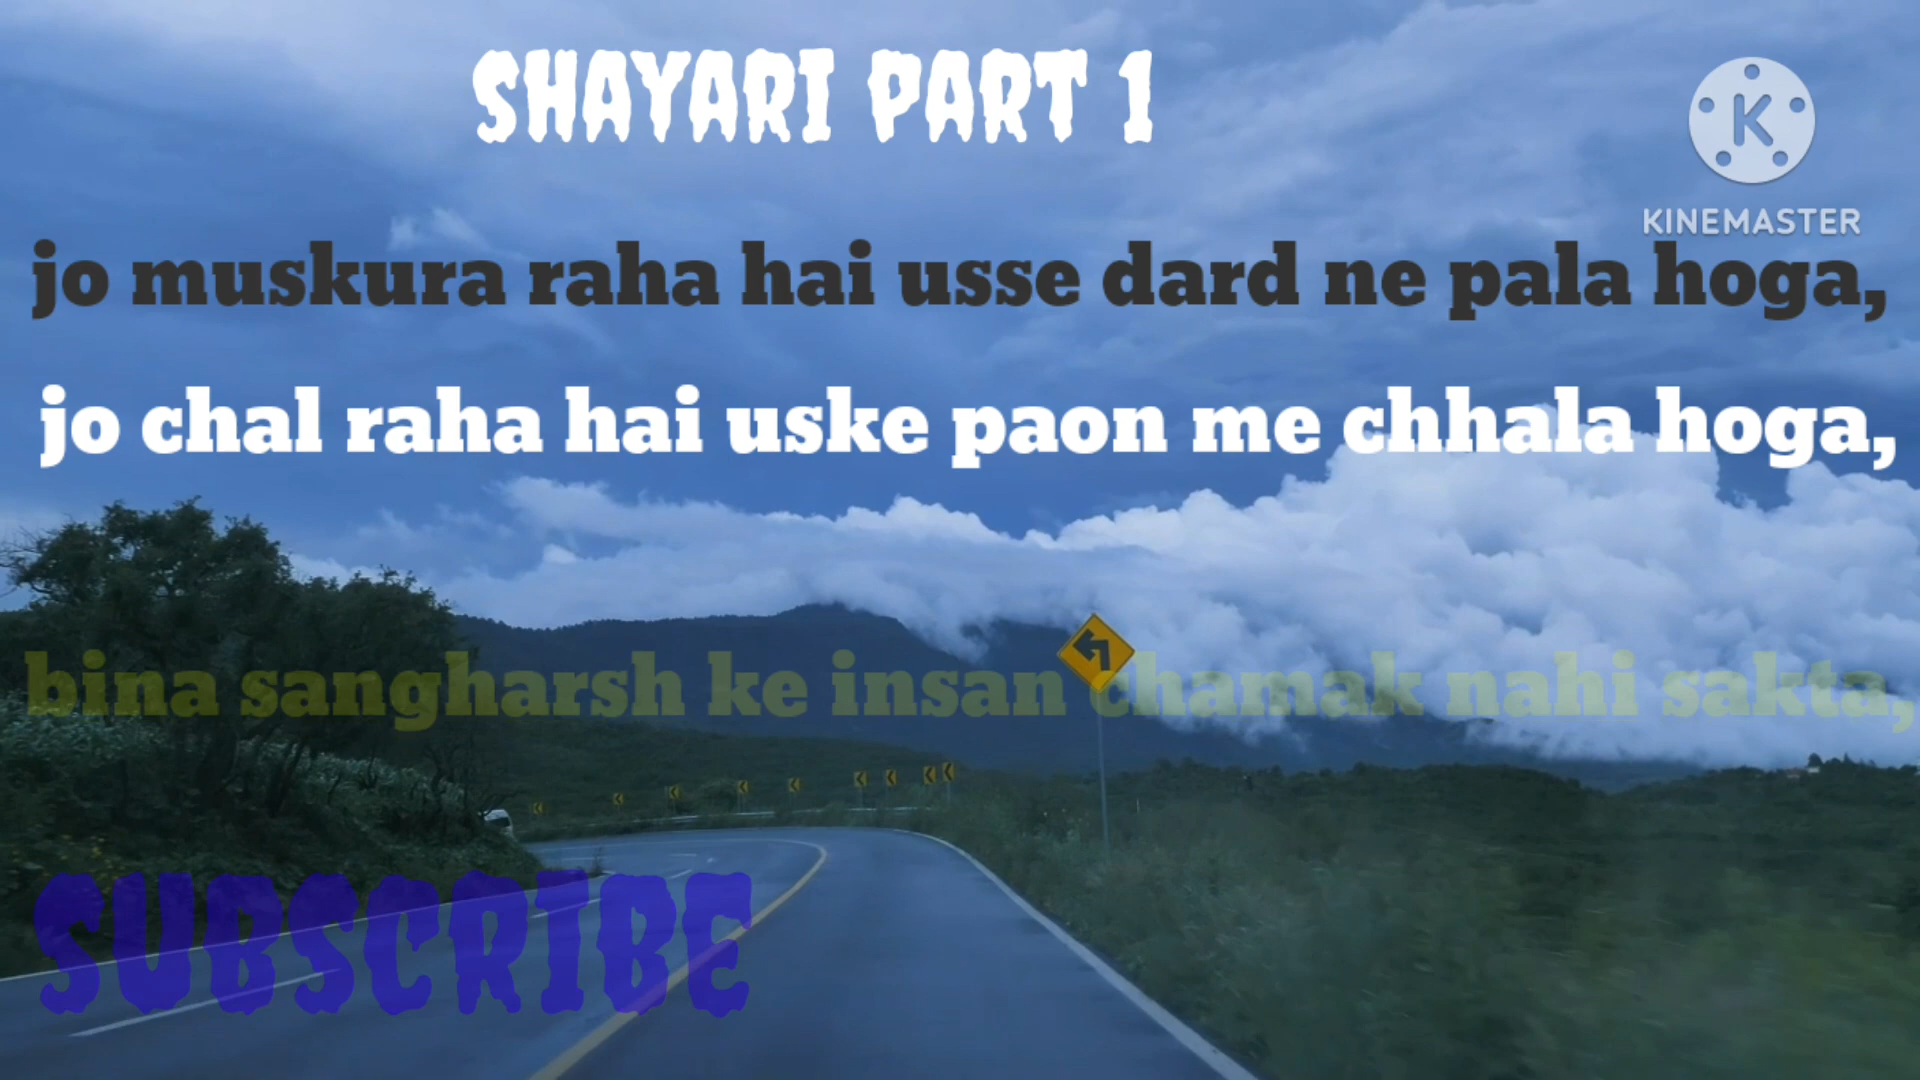 SHAYARI PART 1
K
KINEMASTER
jo muskura raha hai usse dard ne pala hoga,
jo chal raha hai uske paon me chhala hoga,
bina sangharsh ke insan chamak nahi sakta,
SUBSCRIBE